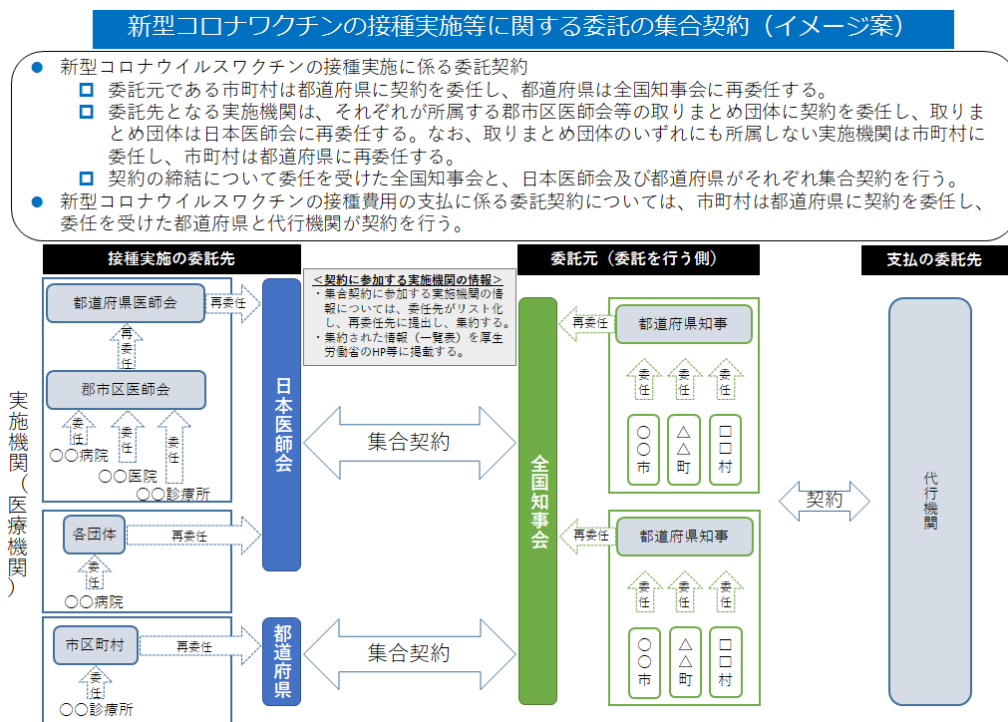 新型コロナワクチンの接種実施等に関する委託の集合契約（イメージ案）
● 新型コロナウイルスワクチンの接種実施に係る委託契約
委託元である市町村は都道府県に契約を委任し、都道府県は全国知事会に再委任する。
委託先となる実施機関は、それぞれが所属する郡市区医師会等の取りまとめ団体に契約を委任し、取りま
とめ団体は日本医師会に再委任する。なお、取りまとめ団体のいずれにも所属しない実施機関は市町村に
委任し、市町村は都道府県に再委任する。
契約の締結について委任を受けた全国知事会と、日本医師会及び都道府県がそれぞれ集合契約を行う。
● 新型コロナウイルスワクチンの接種費用の支払に係る委託契約については、市町村は都道府県に契約を委任し、
委任を受けた都道府県と代行機関が契約を行う。
接種実施の委託先
委託元（委託を行う側）
支払の委託先
実施機関（医療機関）
都道府県医師会
再委任
再委任
郡市区医師会
委任
委任
委任
〇〇病院
〇〇医院
〇〇診療所
各団体
再委任
委任
〇〇病院
市区町村
再委任
委任
〇〇診療所
日本医師会
都道府県
＜契約に参加する実施機関の情報＞
・集合契約に参加する実施機関の情
報については、委任先がリスト化
し、再委任先に提出し、集約する。
・集約された情報（一覧表）を厚生
労働省のHP等に掲載する。
集合契約
集合契約
全国知事会
再委任
都道府県知事
委任
委任
委任
〇〇市
△△町
□□村
再委任
都道府県知事
委任
委任
委任
〇〇市
△△町
□□村
契約
代行機関